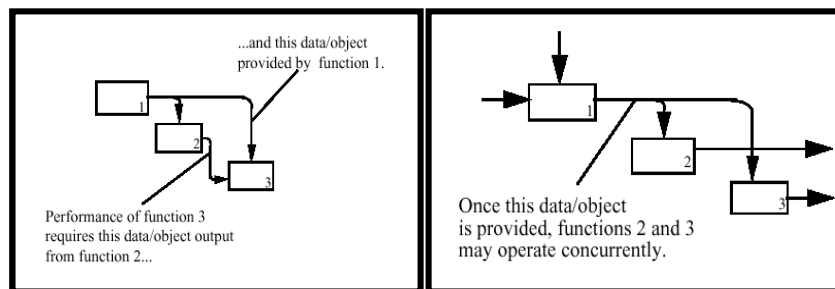 ...and this data/object
provided by function 1.
1
2
3
Performance of function 3
requires this data/object output
from function 2...
1
2
3
Once this data/object
is provided, functions 2 and 3
may operate concurrently.